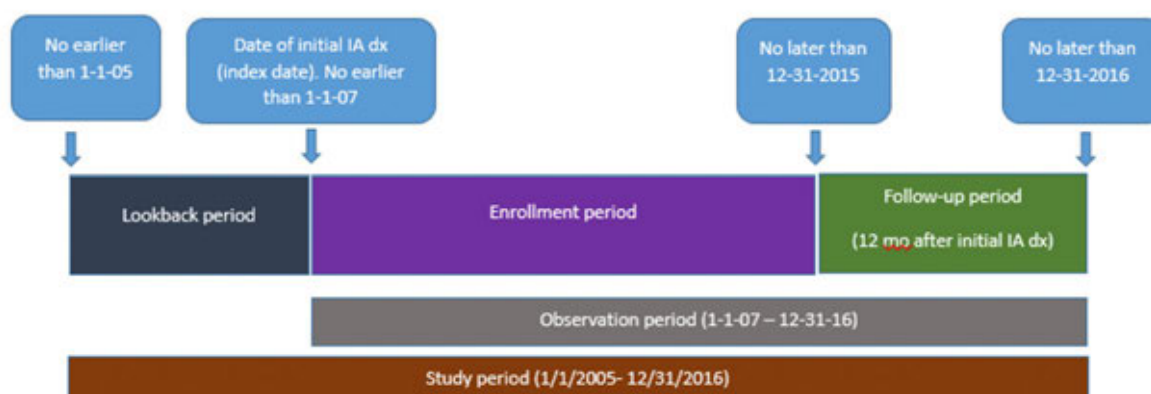 No earlier
than 1-1-05
Date of initial IA dx
(index date). No earlier
than 1-1-07
No later than
12-31-2015
No later than
12-31-2016
Lookback period
Enrollment period
Follow-up period
(12 mo after initial IA dx)
Observation period (1-1-07 – 12-31-16)
Study period (1/1/2005- 12/31/2016)